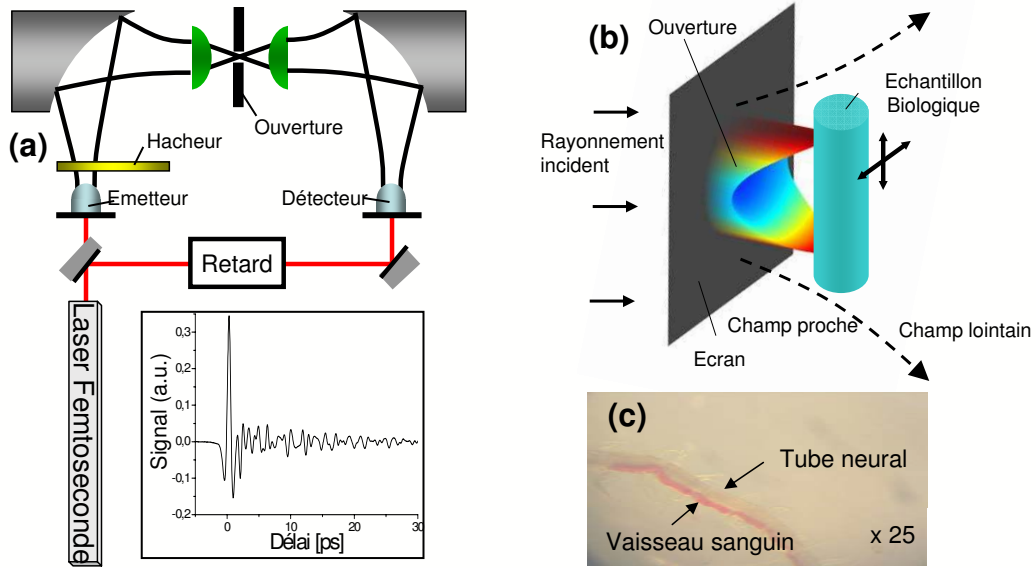 (a)
Ouverture
Hacheur
Emetteur
Détecteur
Retard
Laser Femtoseconde
Signal (a.u.)
0,3
0,2
0,1
0,0
-0,1
-0,2
0
10
20
30
Délai [ps]
(b)
Ouverture
Echantillon
Biologique
Rayonnement
incident
Champ proche
Champ lointain
Ecran
(c)
Tube neural
Vaisseau sanguin
x 25